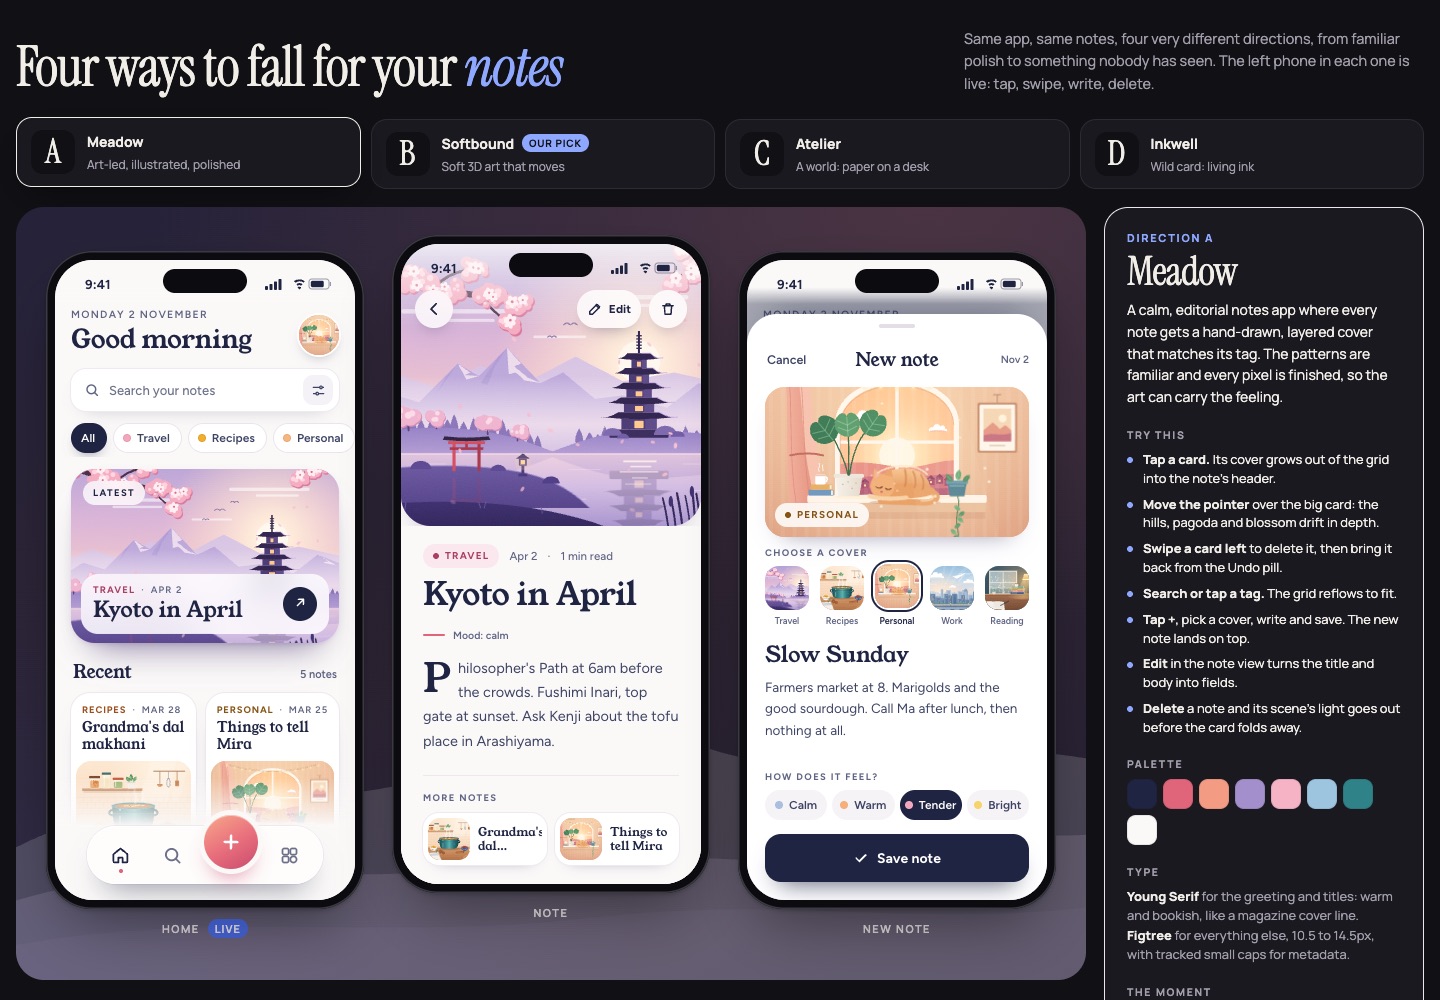 Four ways to fall for your notes
Same app, same notes, four very different directions, from familiar
polish to something nobody has seen. The left phone in each one is
live: tap, swipe, write, delete.
A
Meadow
Art-led, illustrated, polished
B
Softbound OUR PICK
Soft 3D art that moves
C
Atelier
A world: paper on a desk
D
Inkwell
Wild card: living ink
9:41
MONDAY 2 NOVEMBER
Good morning
Search your notes
All
Travel
Recipes
Personal
LATEST
TRAVEL · APR 2
Kyoto in April
Recent
5 notes
RECIPES · MAR 28
Grandma's dal
makhani
PERSONAL · MAR 25
Things to tell
Mira
HOME LIVE
9:41
Edit
TRAVEL
Apr 2 · 1 min read
Kyoto in April
Mood: calm
Philosopher's Path at 6am before
the crowds. Fushimi Inari, top
gate at sunset. Ask Kenji about the tofu
place in Arashiyama.
MORE NOTES
Grandma's
dal...
Things to
tell Mira
NOTE
9:41
MONDAY 2 NOVEMBER
Cancel
New note
Nov 2
PERSONAL
CHOOSE A COVER
Travel
Recipes
Personal
Work
Reading
Slow Sunday
Farmers market at 8. Marigolds and the
good sourdough. Call Ma after lunch, then
nothing at all.
HOW DOES IT FEEL?
Calm
Warm
Tender
Bright
Save note
NEW NOTE
DIRECTION A
Meadow
A calm, editorial notes app where every
note gets a hand-drawn, layered cover
that matches its tag. The patterns are
familiar and every pixel is finished, so the
art can carry the feeling.
TRY THIS
Tap a card. Its cover grows out of the grid
into the note's header.
Move the pointer over the big card: the
hills, pagoda and blossom drift in depth.
Swipe a card left to delete it, then bring it
back from the Undo pill.
Search or tap a tag. The grid reflows to fit.
Tap +, pick a cover, write and save. The new
note lands on top.
Edit in the note view turns the title and
body into fields.
Delete a note and its scene's light goes out
before the card folds away.
PALETTE
TYPE
Young Serif for the greeting and titles: warm
and bookish, like a magazine cover line.
Figtree for everything else, 10.5 to 14.5px,
with tracked small caps for metadata.
THE MOMENT